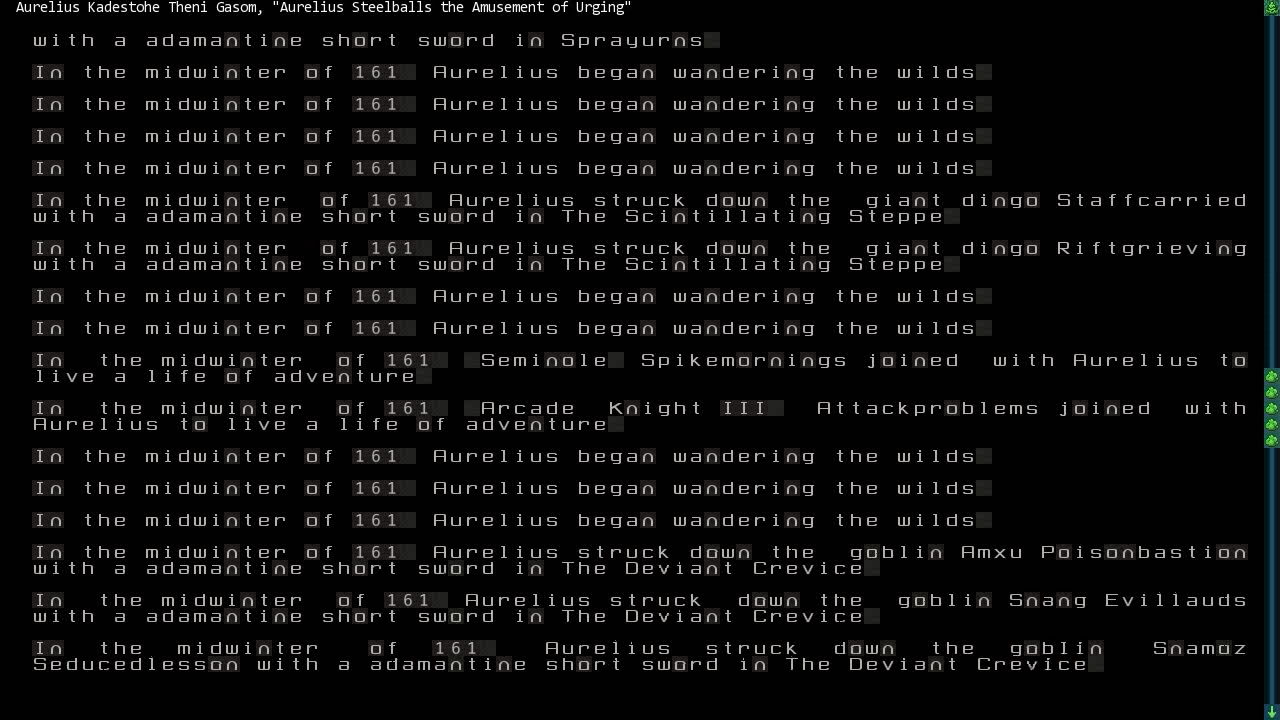 Aurelius Kadestohe Theni Gasom, "Aurelius Steelballs the Amusement of Urging"
with a adamantine short sword in Sprayurns
In the midwinter of 161 Aurelius began wandering the wilds
In the midwinter of 161 Aurelius began wandering the wilds
In the midwinter of 161 Aurelius began wandering the wilds
In the midwinter of 161 Aurelius began wandering the wilds
In the midwinter of 161 Aurelius struck down the giant dingo Staffcarried
with a adamantine short sword in The Scintillating Steppe
In the midwinter of 161 Aurelius struck down the giant dingo Riftgrieving
with a adamantine short sword in The Scintillating Steppe
In the midwinter of 161 Aurelius began wandering the wilds
In the midwinter of 161 Aurelius began wandering the wilds
In the midwinter of 161 Seminole Spikemornings joined with Aurelius to
live a life of adventure
In the midwinter of 161 Arcade Knight III Attackproblems joined with
Aurelius to live a life of adventure
In the midwinter of 161 Aurelius began wandering the wilds
In the midwinter of 161 Aurelius began wandering the wilds
In the midwinter of 161 Aurelius began wandering the wilds
In the midwinter of 161 Aurelius struck down the goblin Amxu Poisonbastion
with a adamantine short sword in The Deviant Crevice
In the midwinter of 161 Aurelius struck down the goblin Snang Evillauds
with a adamantine short sword in The Deviant Crevice
In the midwinter of 161 Aurelius struck down the goblin Snamoz
Seducedlesson with a adamantine short sword in The Deviant Crevice